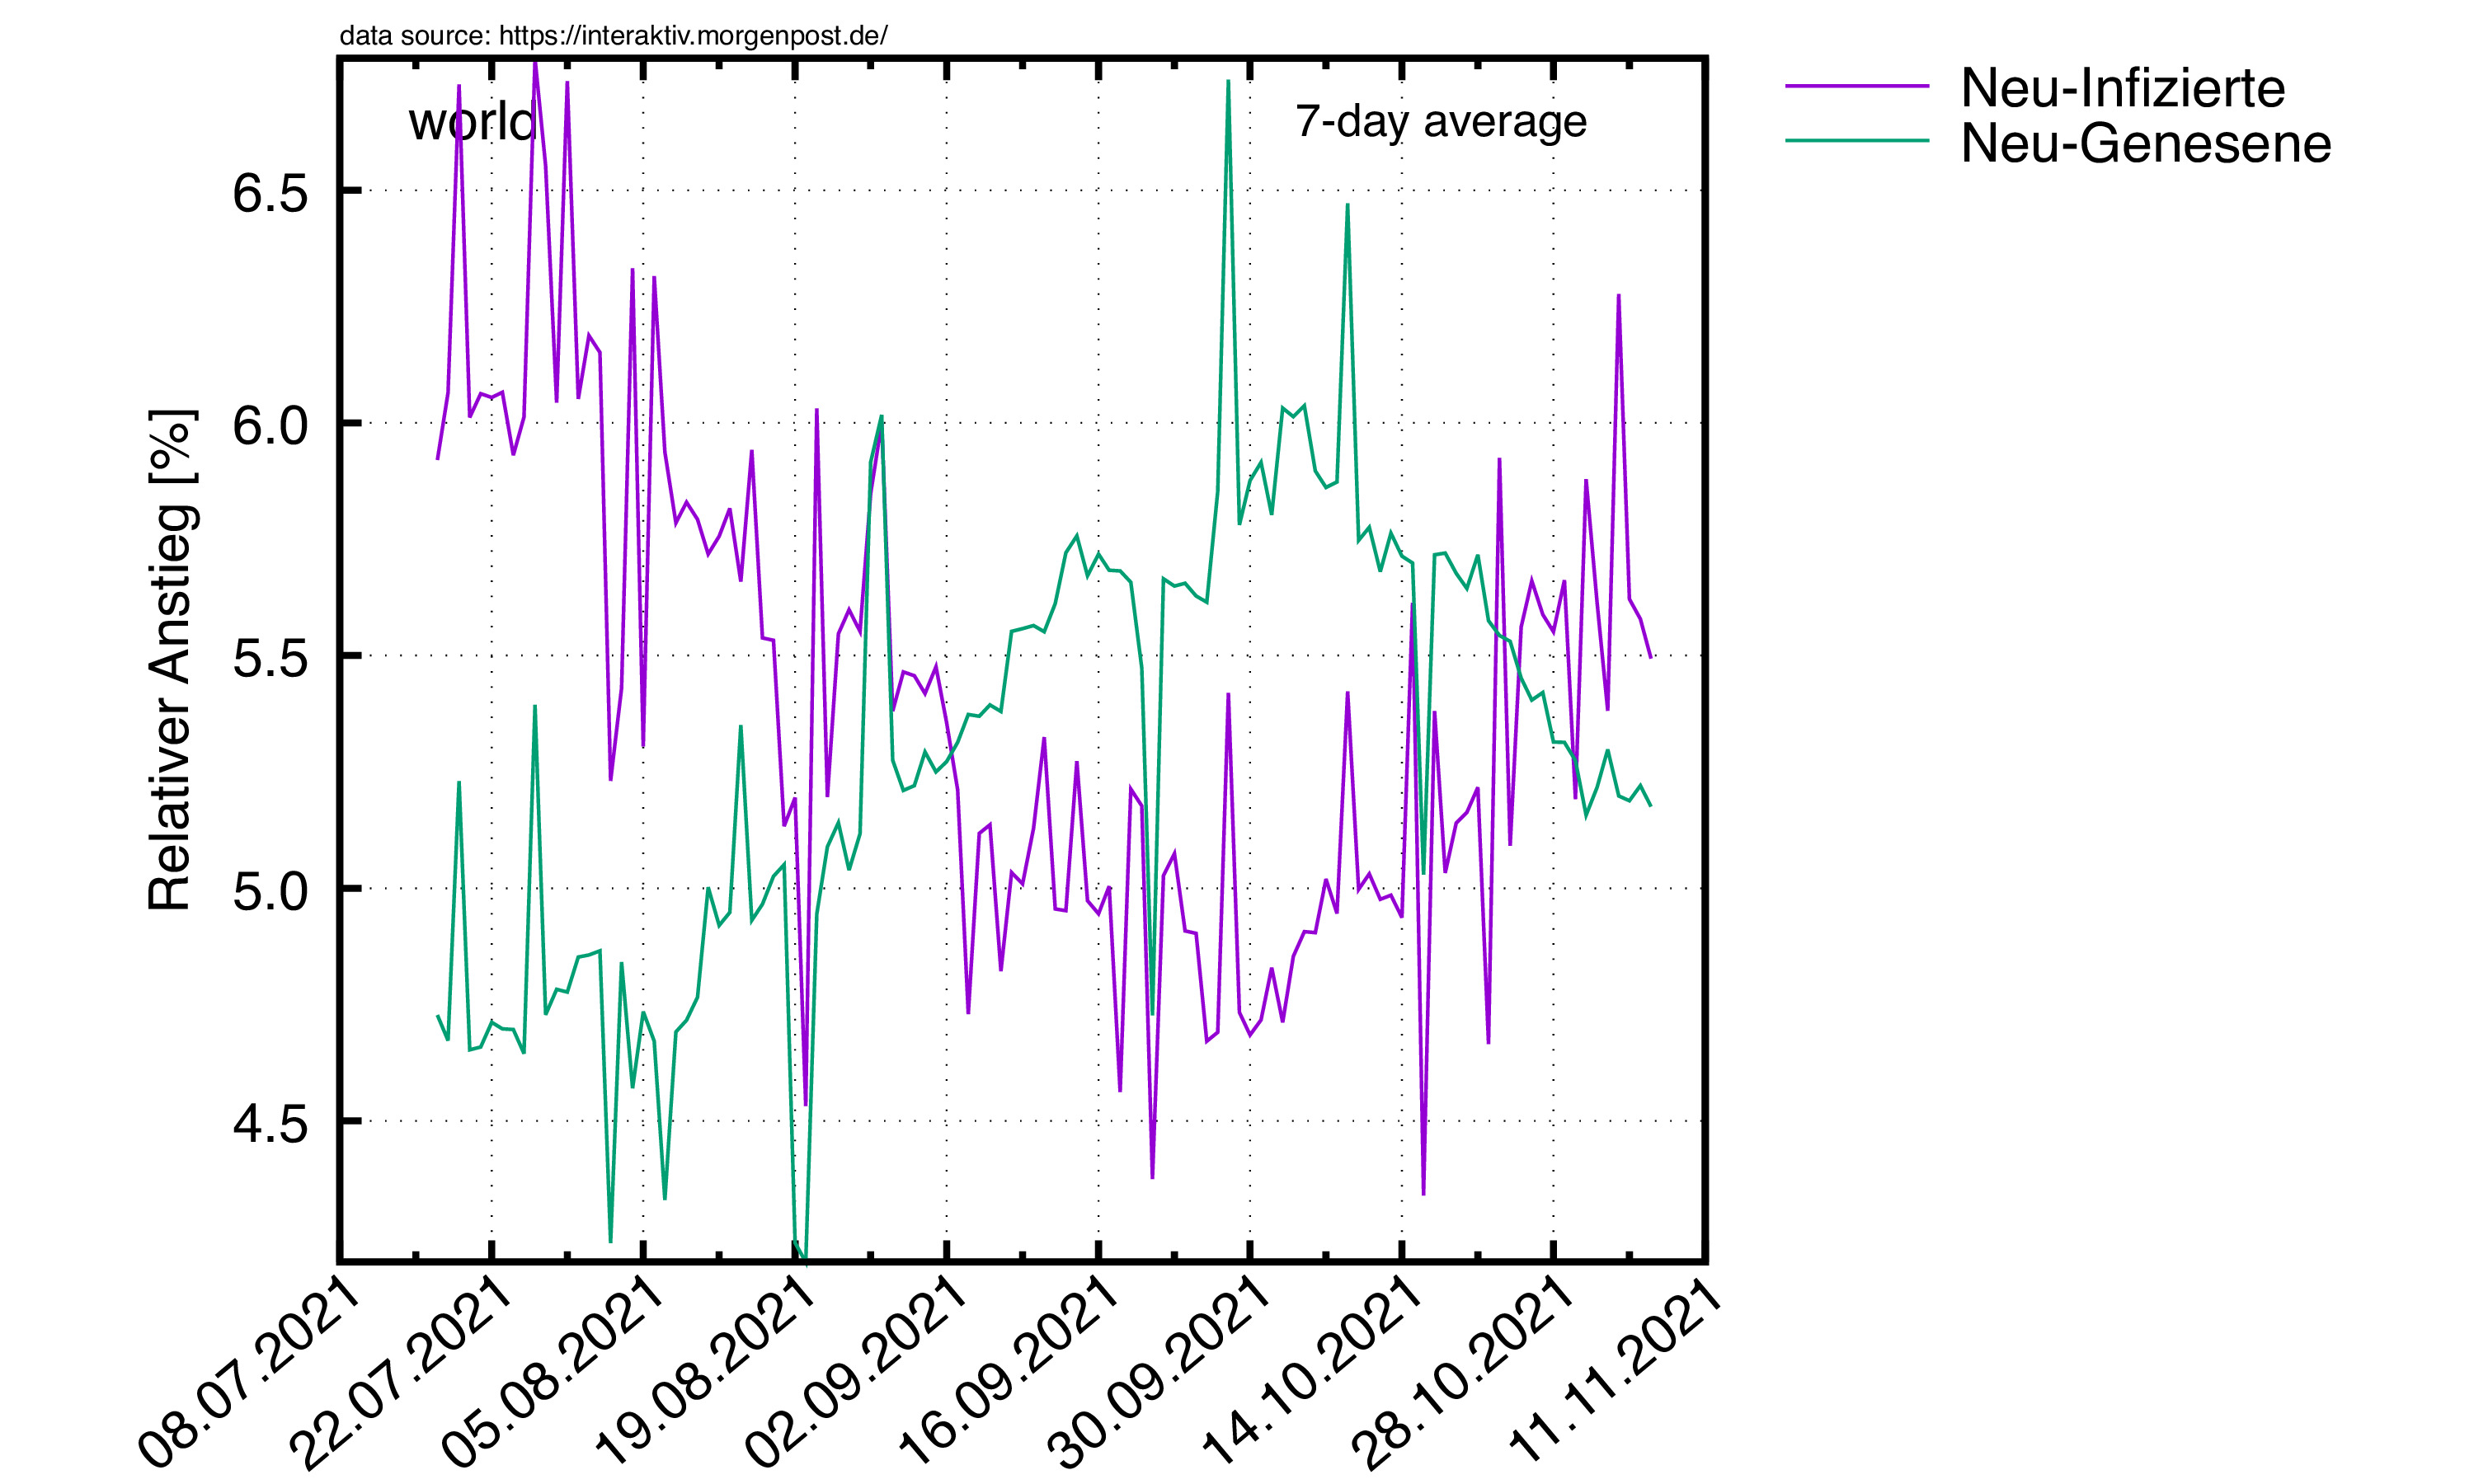 data source: https://interaktiv.morgenpost.de/
world
7-day average
Neu-Infizierte
Neu-Genesene
Relativer Anstieg [%]
6.5
6.0
5.5
5.0
4.5
08.07.2021
22.07.2021
05.08.2021
19.08.2021
02.09.2021
16.09.2021
30.09.2021
14.10.2021
28.10.2021
11.11.2021